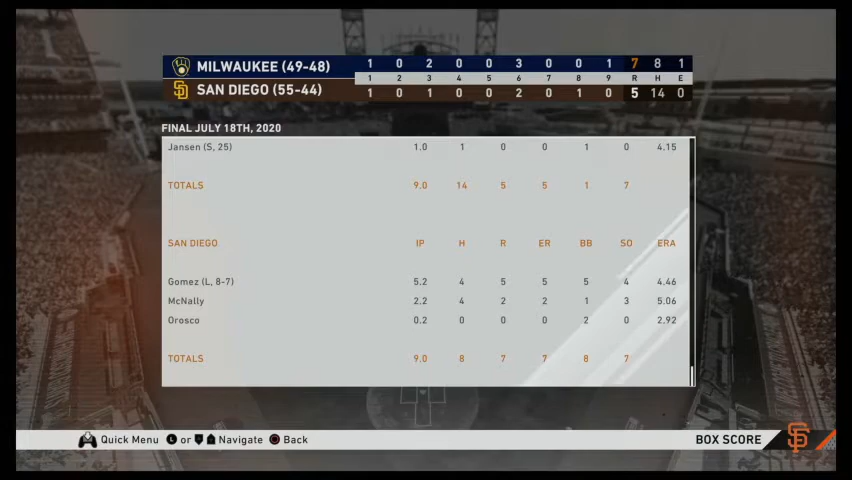 MILWAUKEE (49-48) 1 0 2 0 0 3 0 0 1 7 8 1
1 2 3 4 5 6 7 8 9 R H E
SAN DIEGO (55-44) 1 0 1 0 0 2 0 1 0 5 14 0
FINAL JULY 18TH, 2020
Jansen (S, 25) 1.0 1 0 0 1 0 4.15
TOTALS 9.0 14 5 5 1 7
SAN DIEGO IP H R ER BB SO ERA
Gomez (L, 8-7) 5.2 4 5 5 5 4 4.46
McNally 2.2 4 2 2 1 3 5.06
Orosco 0.2 0 0 0 2 0 2.92
TOTALS 9.0 8 7 7 8 7
Quick Menu L or Navigate Back BOX SCORE SF